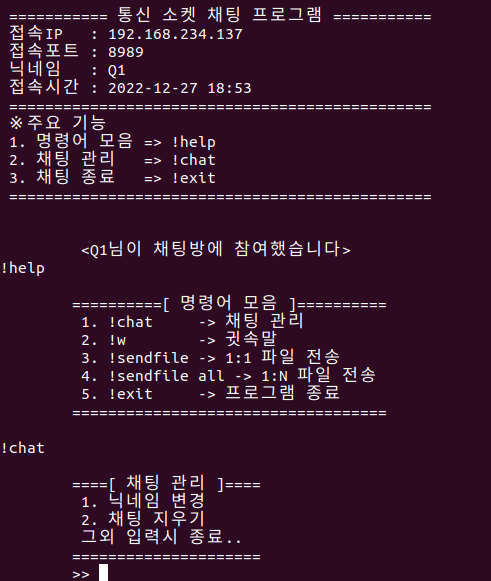 =========== 통신 소켓 채팅 프로그램 ===========
접속IP   : 192.168.234.137
접속포트 : 8989
닉네임   : Q1
접속시간 : 2022-12-27 18:53
===============================================
※주요 기능
1. 명령어 모음 => !help
2. 채팅 관리   => !chat
3. 채팅 종료   => !exit
===============================================
<Q1님이 채팅방에 참여했습니다>
!help
==========[ 명령어 모음 ]==========
1. !chat     -> 채팅 관리
2. !w        -> 귓속말
3. !sendfile -> 1:1 파일 전송
4. !sendfile all -> 1:N 파일 전송
5. !exit     -> 프로그램 종료
===================================
!chat
====[ 채팅 관리 ]====
1. 닉네임 변경
2. 채팅 지우기
그외 입력시 종료..
=====================
>>